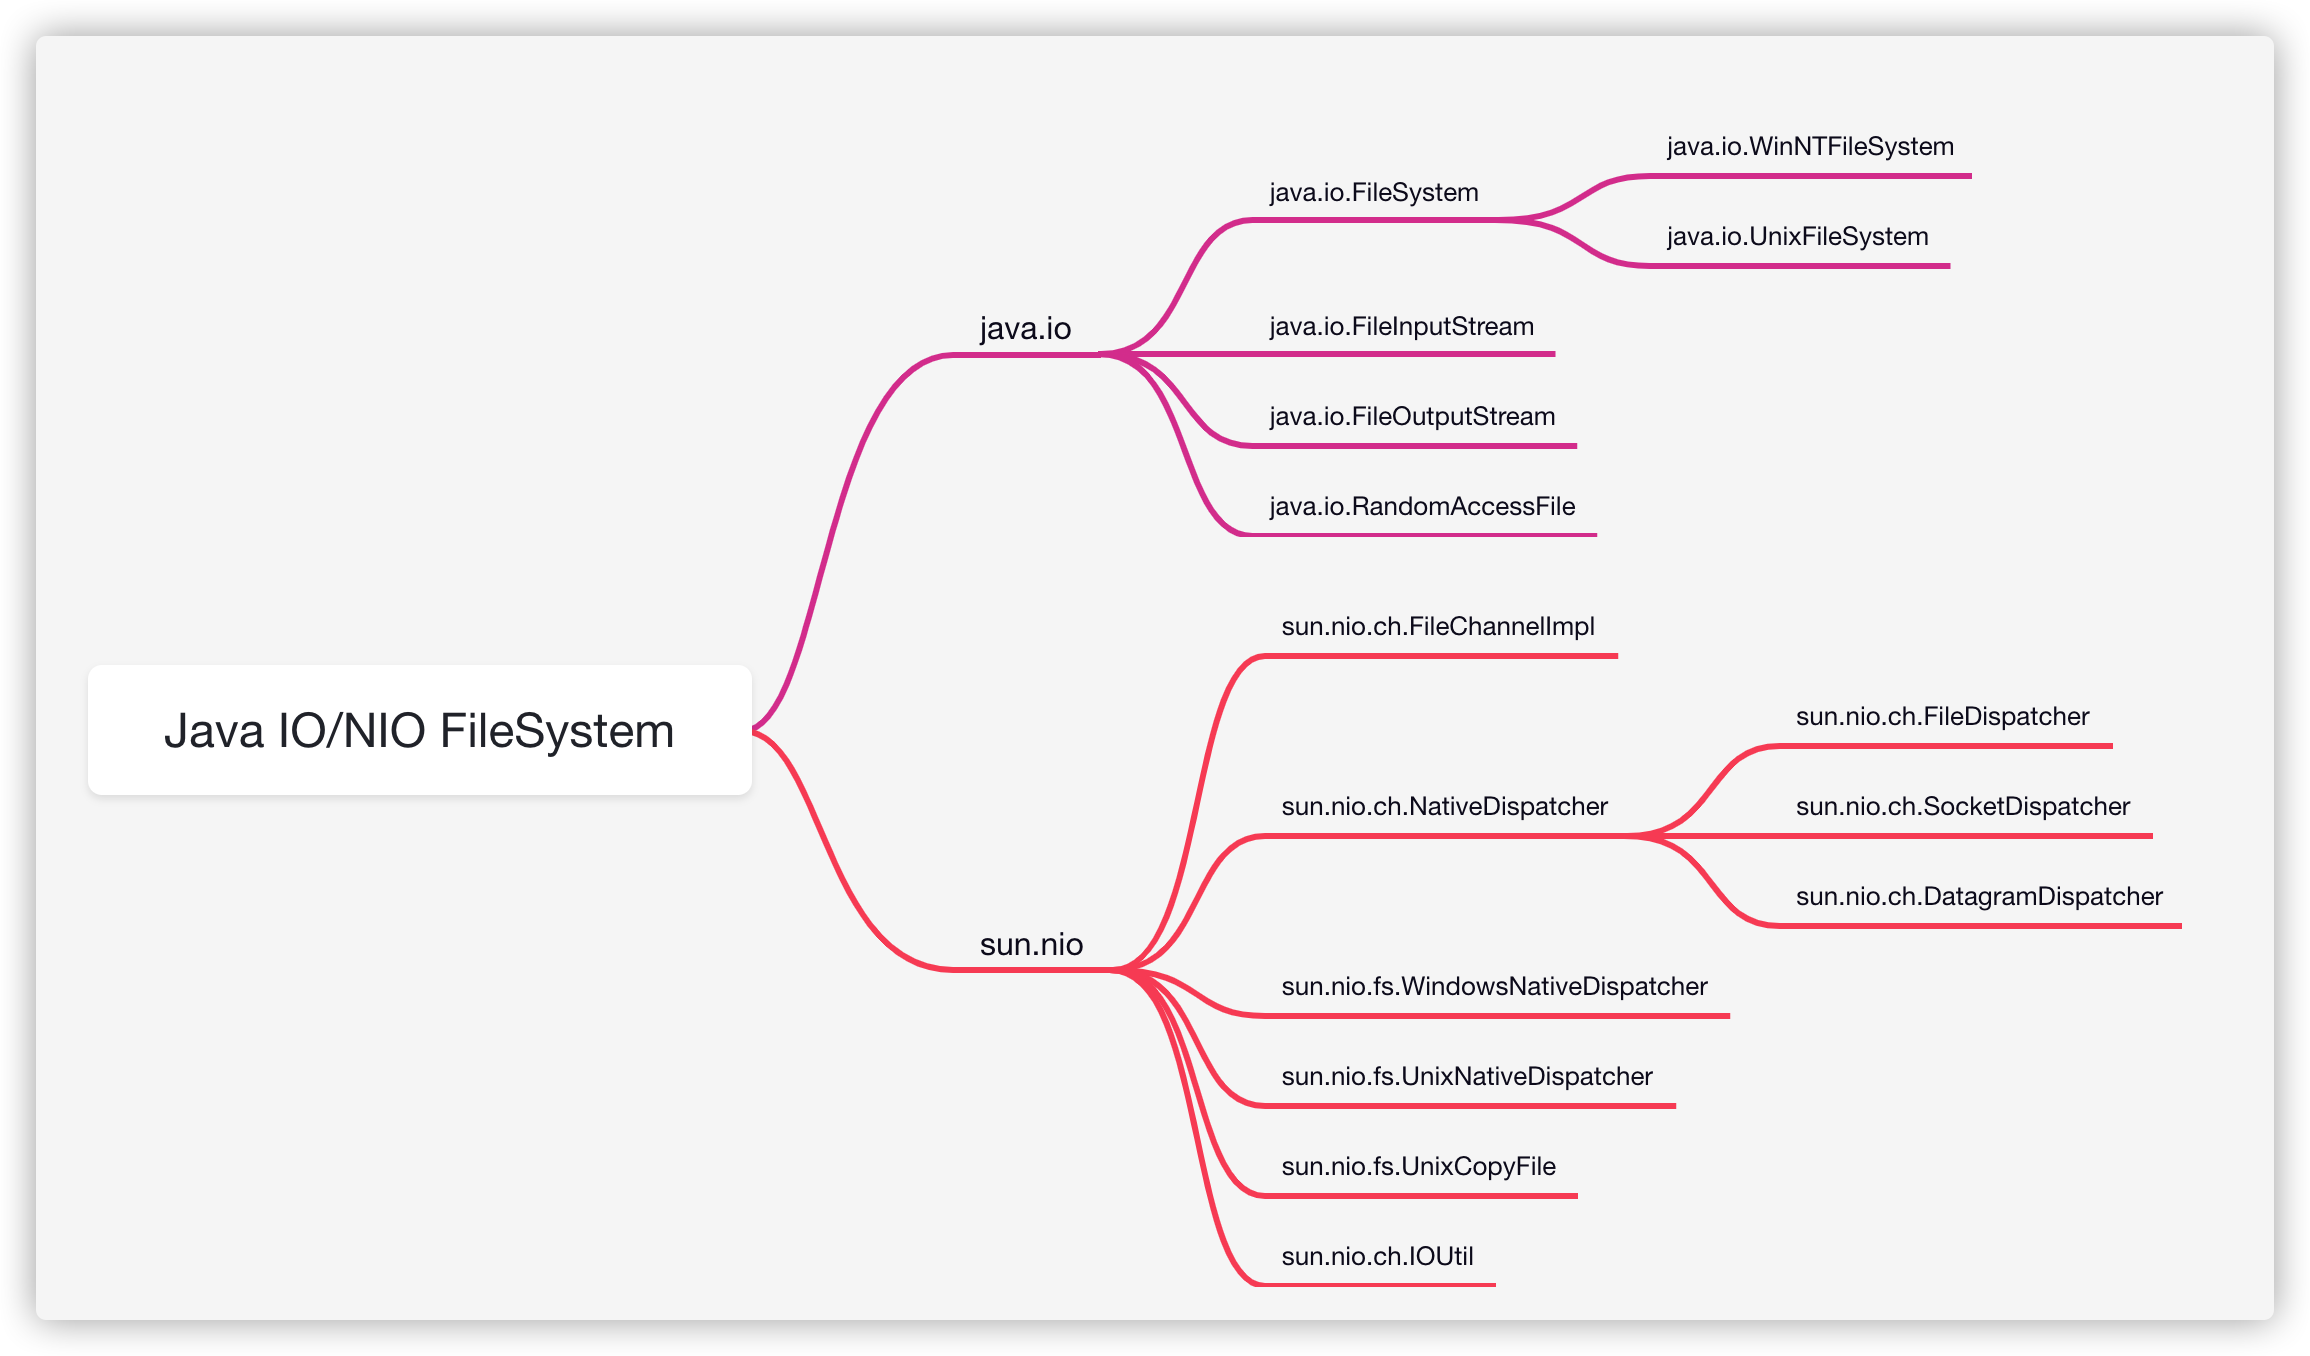 Java IO/NIO FileSystem
java.io
java.io.FileSystem
java.io.WinNTFileSystem
java.io.UnixFileSystem
java.io.FileInputStream
java.io.FileOutputStream
java.io.RandomAccessFile
sun.nio
sun.nio.ch.FileChannelImpl
sun.nio.ch.NativeDispatcher
sun.nio.ch.FileDispatcher
sun.nio.ch.SocketDispatcher
sun.nio.ch.DatagramDispatcher
sun.nio.fs.WindowsNativeDispatcher
sun.nio.fs.UnixNativeDispatcher
sun.nio.fs.UnixCopyFile
sun.nio.ch.IOUtil